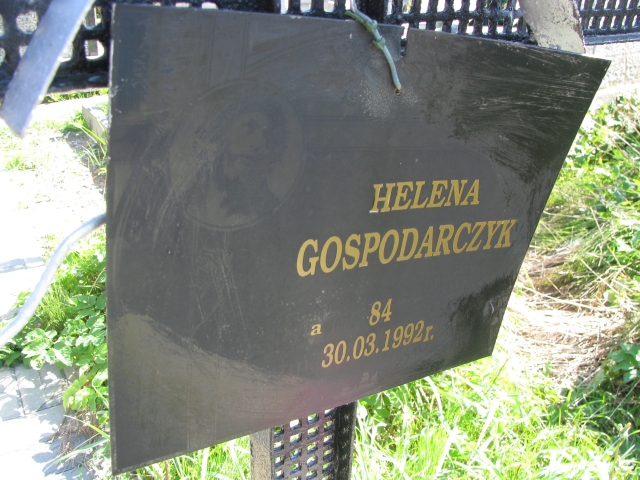 HELENA
GOSPODARCZYK
a 84
30.03.1992r.